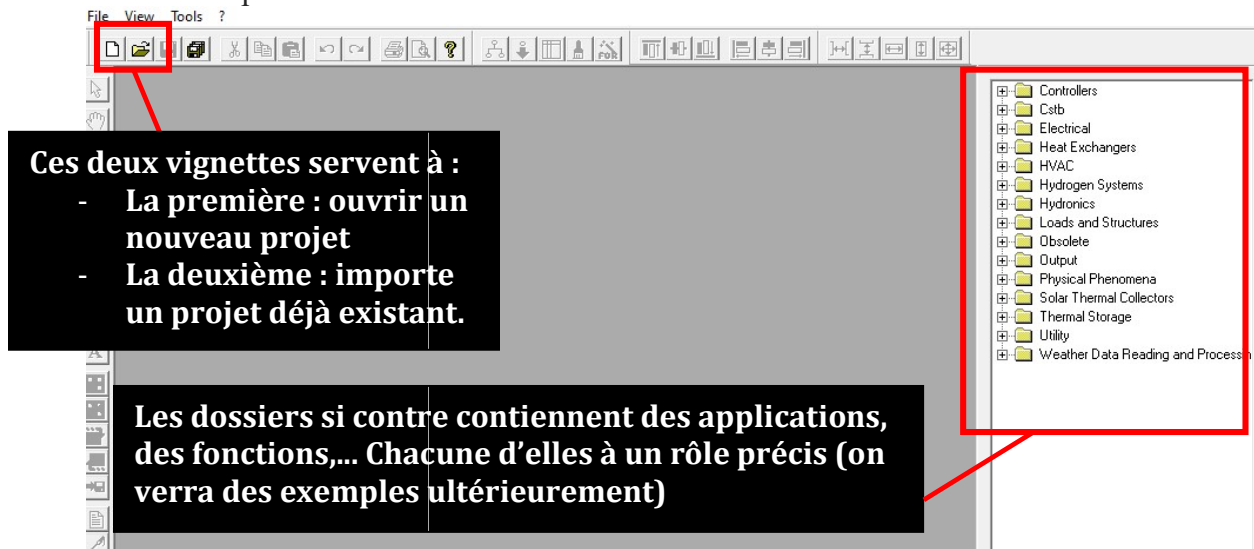 File View Tools ?
FOR
Controllers
Cstb
Electrical
Heat Exchangers
HVAC
Hydrogen Systems
Hydronics
Loads and Structures
Obsolete
Output
Physical Phenomena
Solar Thermal Collectors
Thermal Storage
Utility
Weather Data Reading and Processin
Ces deux vignettes servent à :
- La première : ouvrir un
nouveau projet
- La deuxième : importe
un projet déjà existant.
A
Les dossiers si contre contiennent des applications,
des fonctions,... Chacune d'elles à un rôle précis (on
verra des exemples ultérieurement)